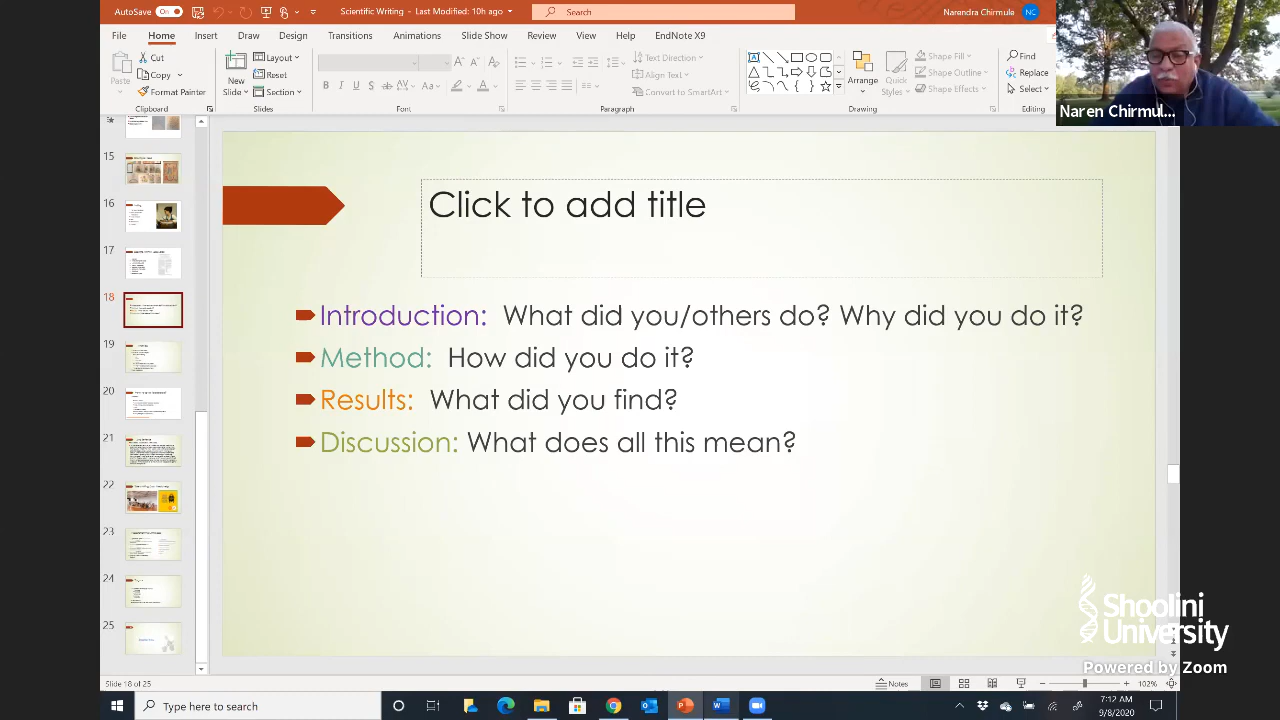 AutoSave On Scientific Writing - Last Modified: 10h ago Search Narendra Chirmule NC
File Home Insert Draw Design Transitions Animations Slide Show Review View Help EndNote X9
Cut
Copy
Format Painter
Paste
Clipboard
New
Slide
Layout
Reset
Section
Slides
B I U S ab AV Aa
A A A
Font
Text Direction
Align Text
Convert to SmartArt
Paragraph
Arrange
Quick
Styles
Shape Fill
Shape Outline
Shape Effects
Drawing
Find
Replace
Select
Editing
Naren Chirmul...
15
16
17
18
19
20
21
22
23
24
25
Click to add title
Introduction: What did you/others do? Why did you do it?
Method: How did you do it?
Results: What did you find?
Discussion: What does all this mean?
Shoolini
University
Powered by Zoom
Slide 18 of 25 Notes 102%
Type here to search
7:12 AM
9/8/2020